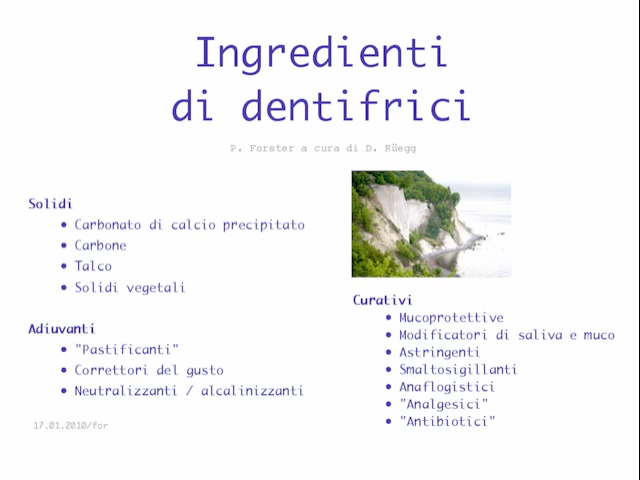 Ingredienti
di dentifrici
P. Forster a cura di D. Rüegg
Solidi
• Carbonato di calcio precipitato
• Carbone
• Talco
• Solidi vegetali
Adiuvanti
• "Pastificanti"
• Correttori del gusto
• Neutralizzanti / alcalinizzanti
17.01.2010/for
Curativi
• Mucoprotettive
• Modificatori di saliva e muco
• Astringenti
• Smaltosigillanti
• Anaflogistici
• "Analgesici"
• "Antibiotici"